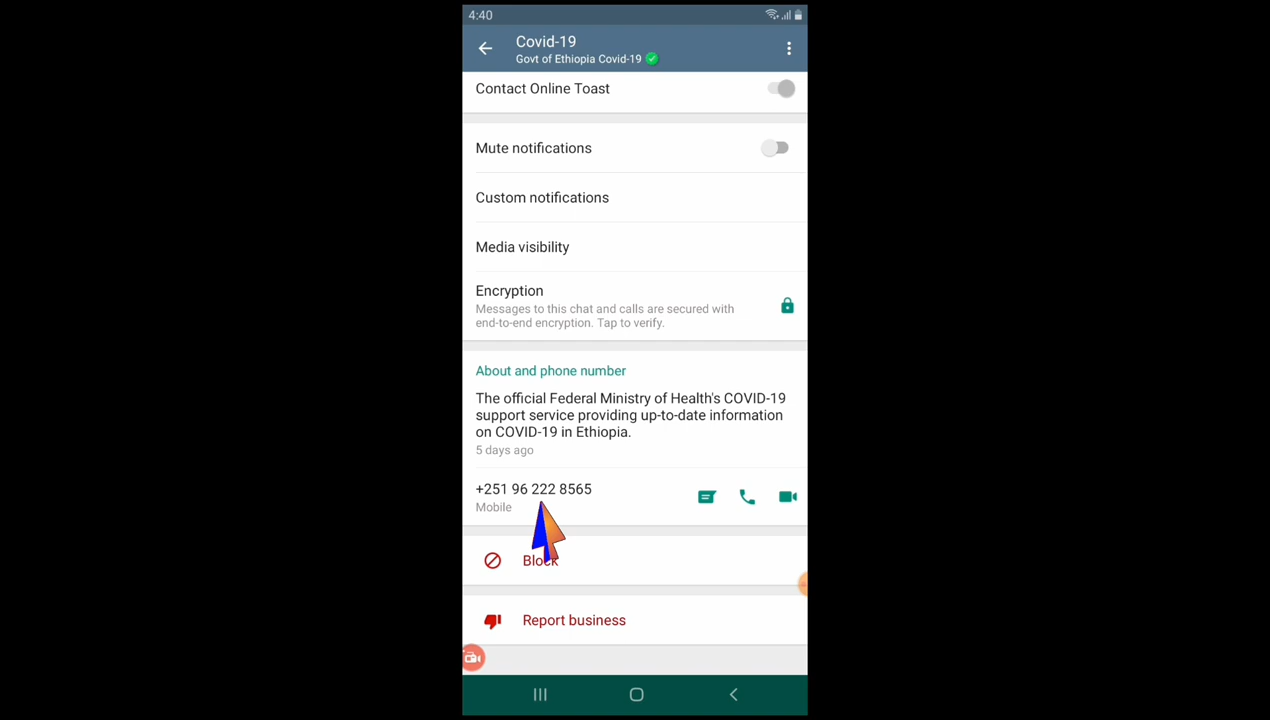 4:40
Covid-19
Govt of Ethiopia Covid-19
Contact Online Toast
Mute notifications
Custom notifications
Media visibility
Encryption
Messages to this chat and calls are secured with
end-to-end encryption. Tap to verify.
About and phone number
The official Federal Ministry of Health's COVID-19
support service providing up-to-date information
on COVID-19 in Ethiopia.
5 days ago
+251 96 222 8565
Mobile
Block
Report business